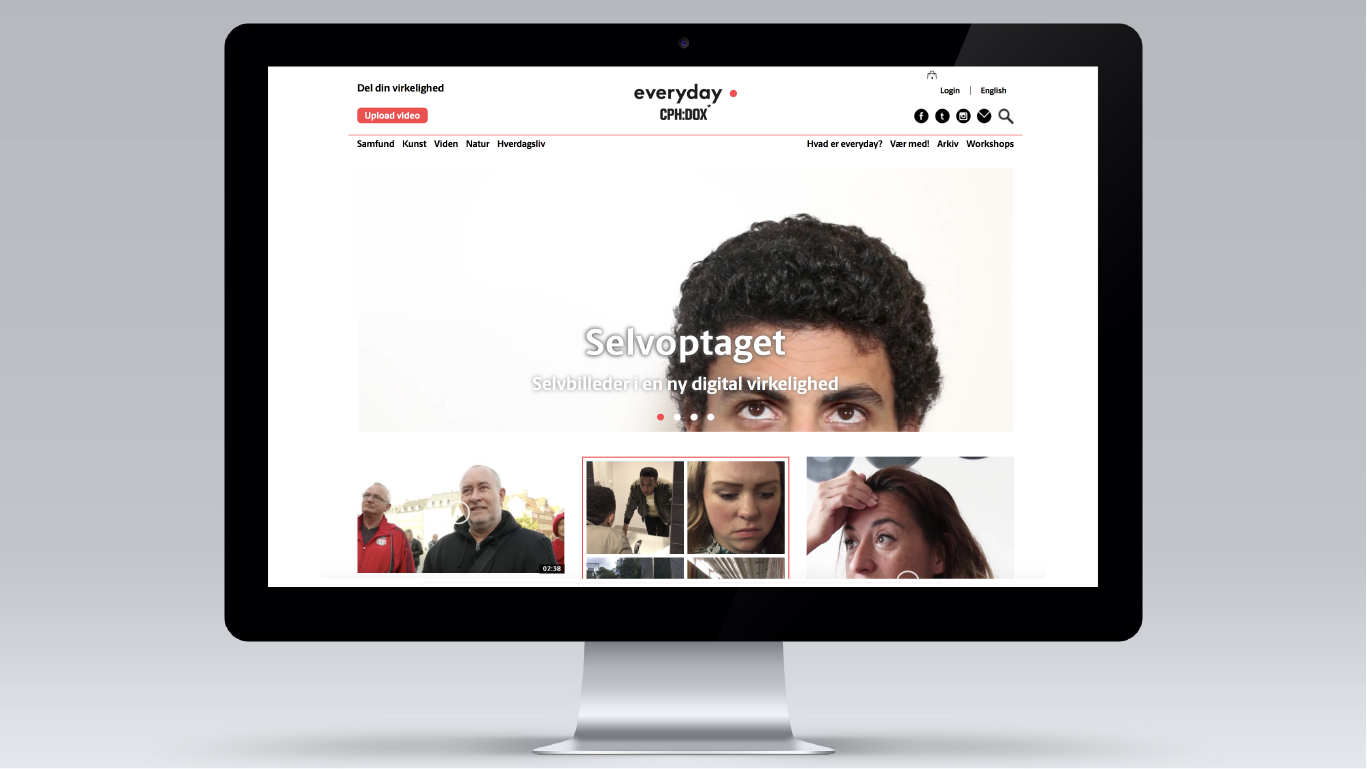 Del din virkelighed
Upload video
everyday
CPH:DOX*
Login | English
Samfund Kunst Viden Natur Hverdagsliv
Hvad er everyday? Vær med! Arkiv Workshops
Selvoptaget
Selvbilleder i en ny digital virkelighed
02:38